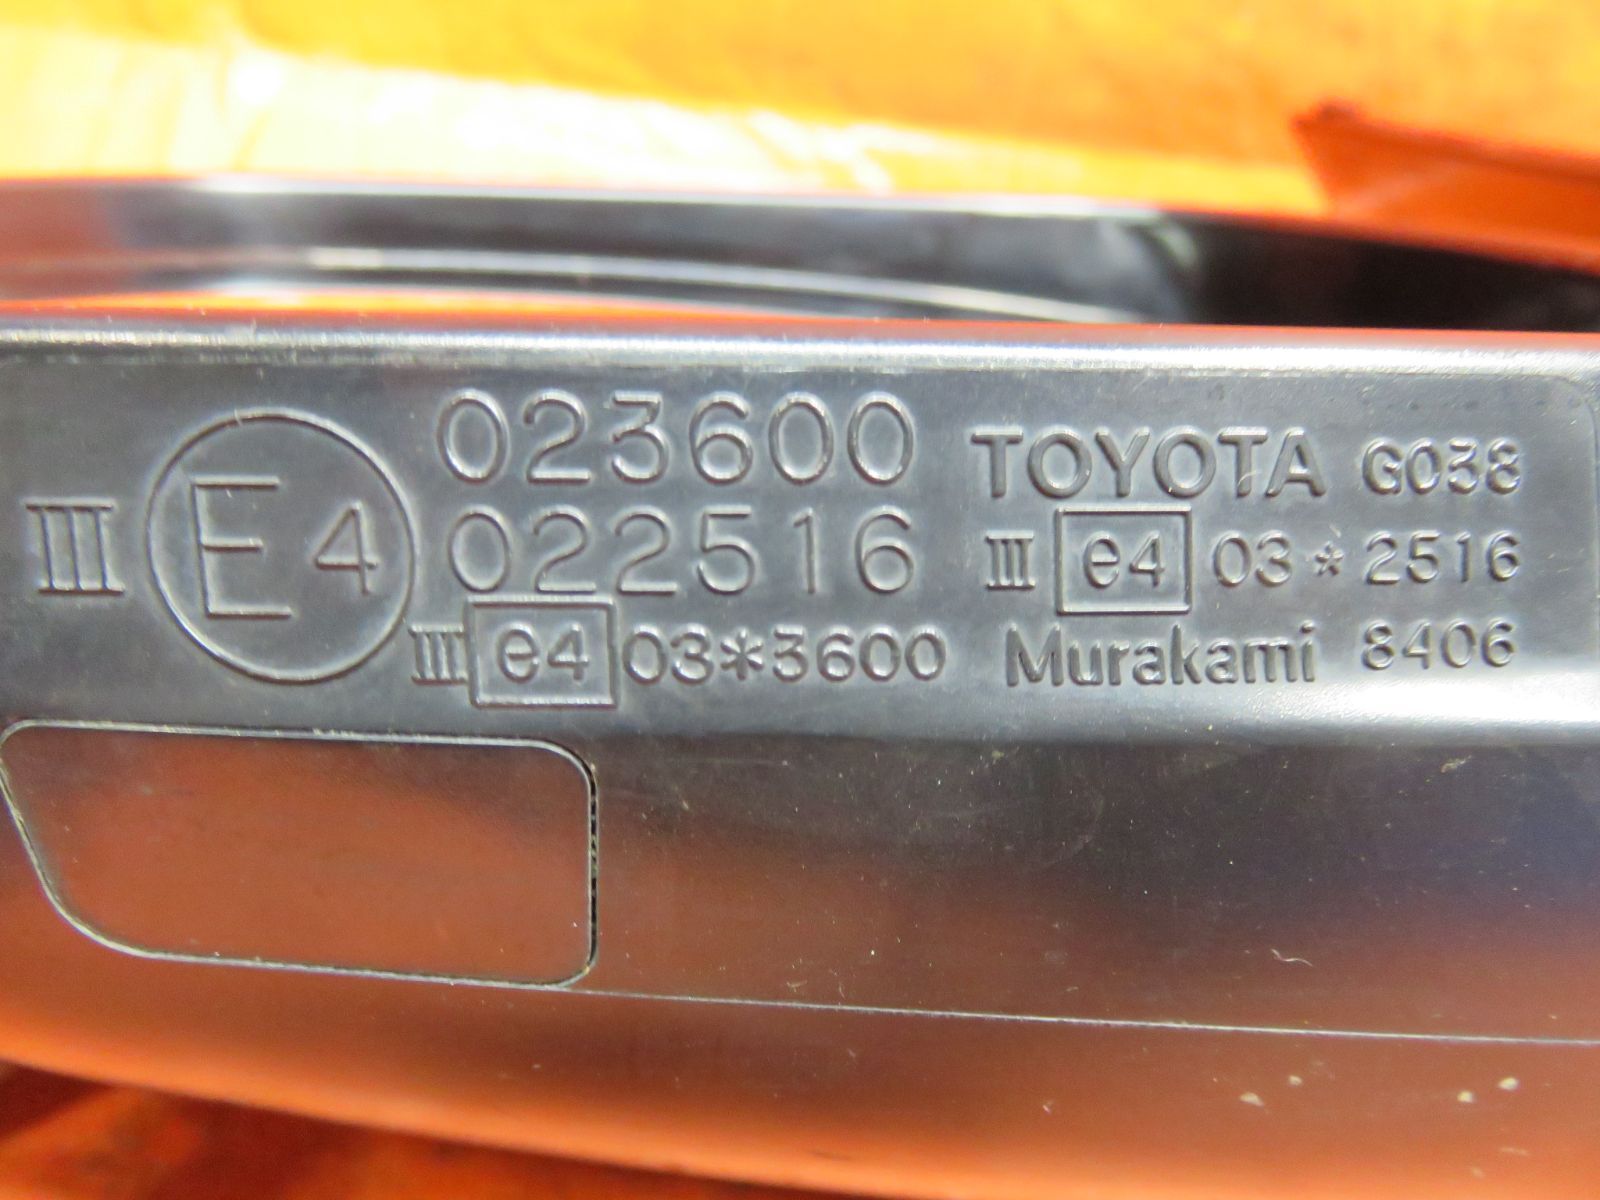 III E4 023600
022516
III e4 03*3600
TOYOTA G038
III e4 03*2516
Murakami 8406